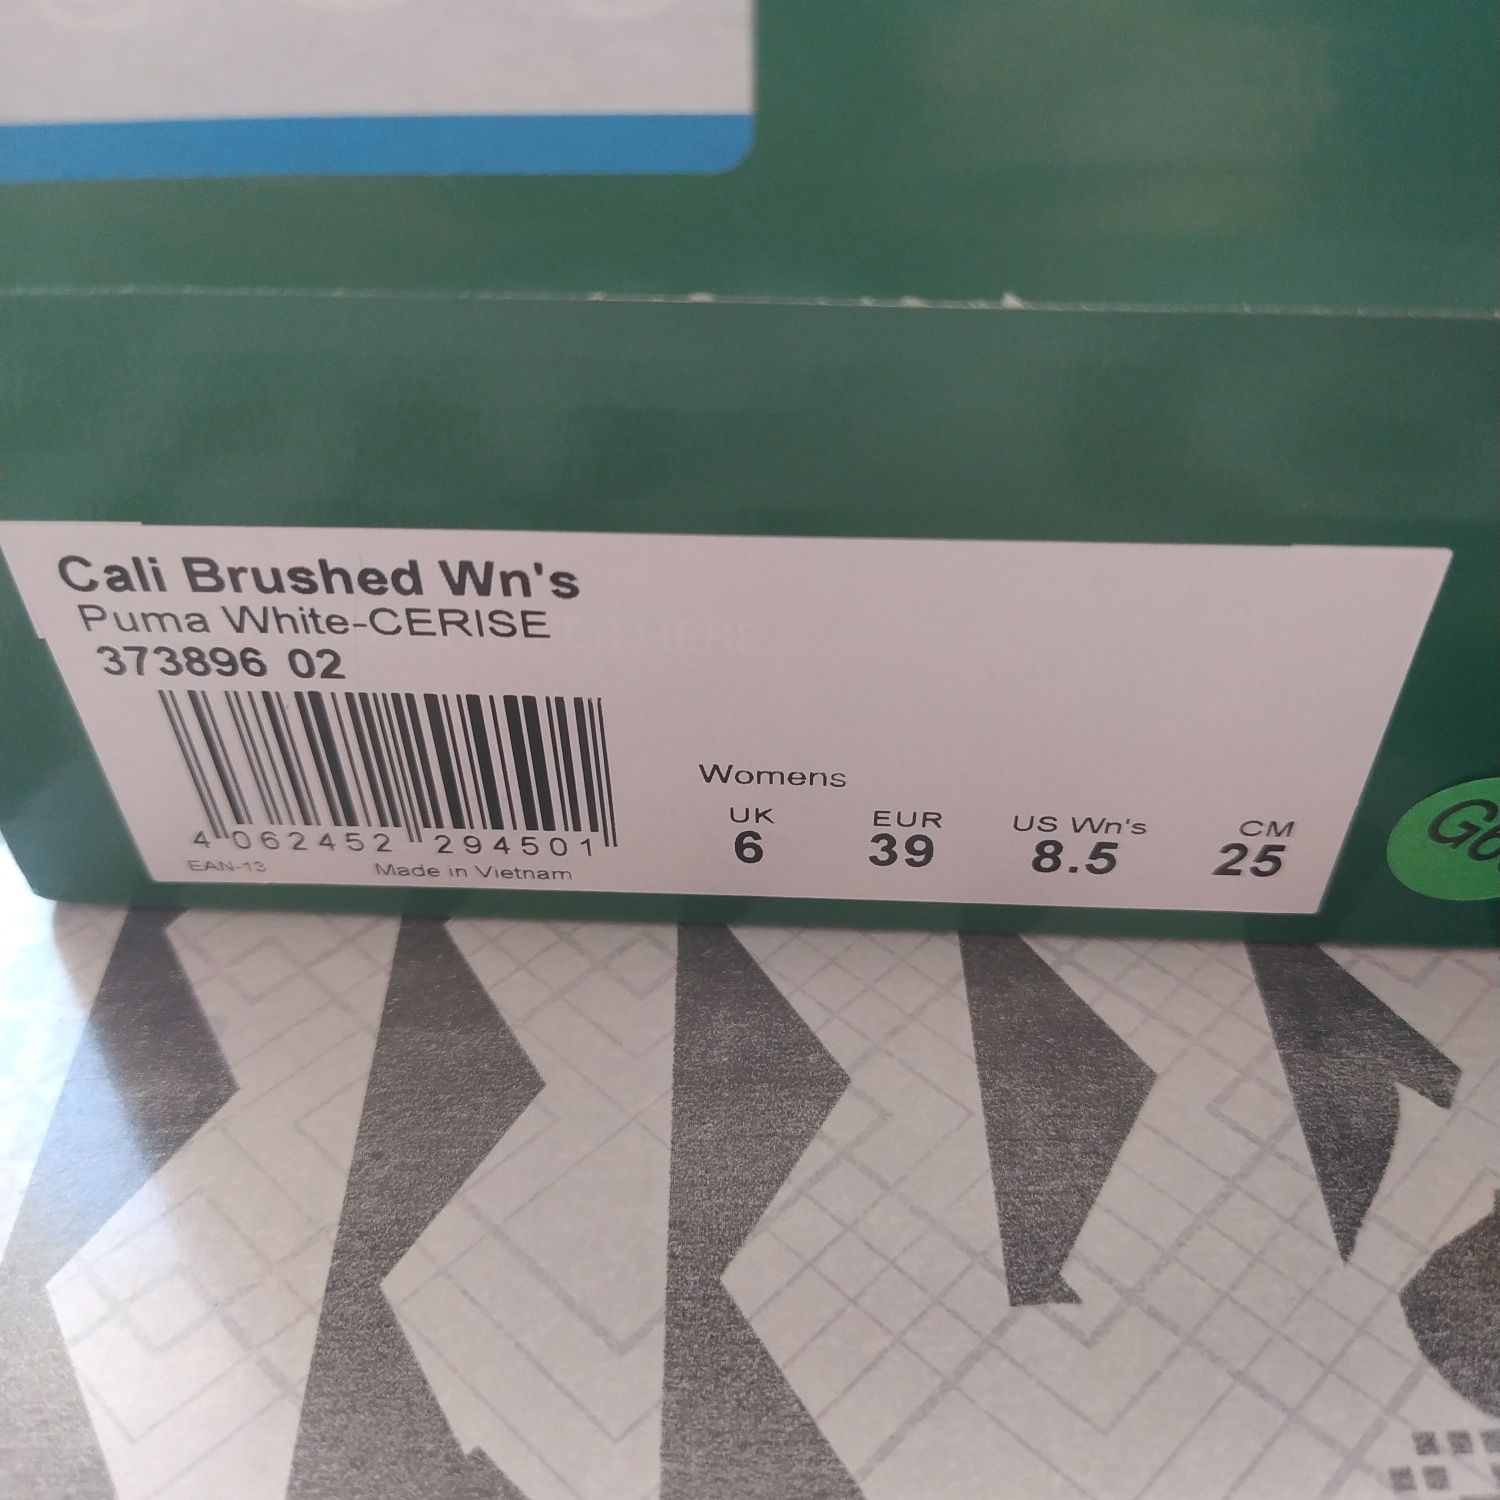 Cali Brushed Wn's
Puma White-CERISE
373896 02
4 062452 294501
EAN-13 Made in Vietnam
Womens
UK EUR US Wn's CM
6 39 8.5 25